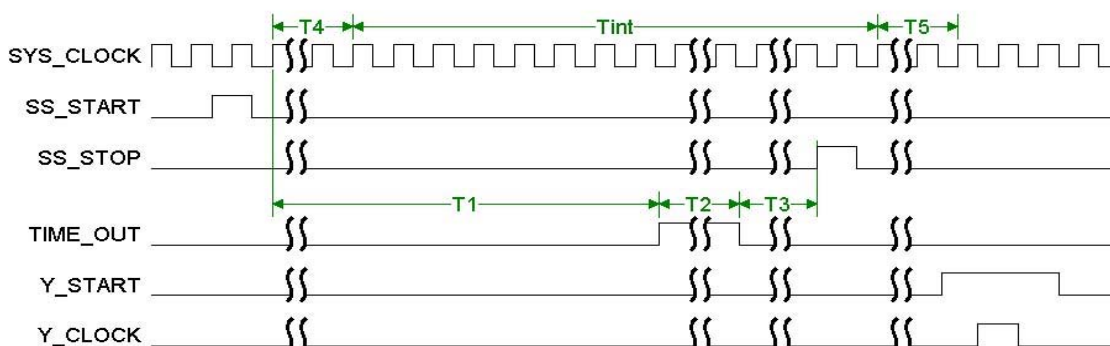 T4 Tint T5
SYS_CLOCK
SS_START
SS_STOP
T1 T2 T3
TIME_OUT
Y_START
Y_CLOCK